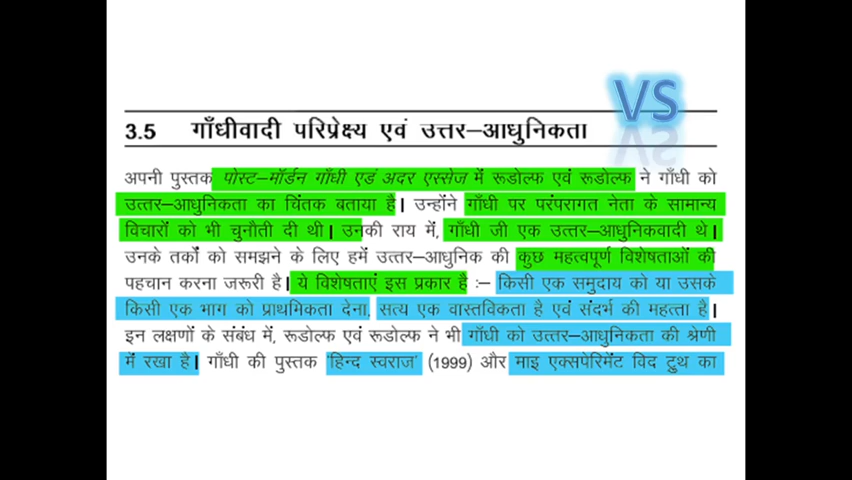 VS
3.5 गाँधीवादी परिप्रेक्ष्य एवं उत्तर–आधुनिकता
अपनी पुस्तक पोस्ट–मॉर्डन गाँधी एडं अदर एस्सेज में रूडोल्फ एवं रूडोल्फ ने गाँधी को
उत्तर–आधुनिकता का चिंतक बताया है| उन्होंने गाँधी पर परंपरागत नेता के सामान्य
विचारों को भी चुनौती दी थी | उनकी राय में, गाँधी जी एक उत्तर–आधुनिकवादी थे|
उनके तर्कों को समझने के लिए हमें उत्तर–आधुनिक की कुछ महत्वपूर्ण विशेषताओं की
पहचान करना जरूरी है | ये विशेषताएं इस प्रकार है :– किसी एक समुदाय को या उसके
किसी एक भाग को प्राथमिकता देना, सत्य एक वास्तविकता है एवं संदर्भ की महत्ता है |
इन लक्षणों के संबंध में, रूडोल्फ एवं रूडोल्फ ने भी गाँधी को उत्तर–आधुनिकता की श्रेणी
में रखा है | गाँधी की पुस्तक 'हिन्द स्वराज' (1999) और माइ एक्सपेरिमेंट विद ट्रुथ का